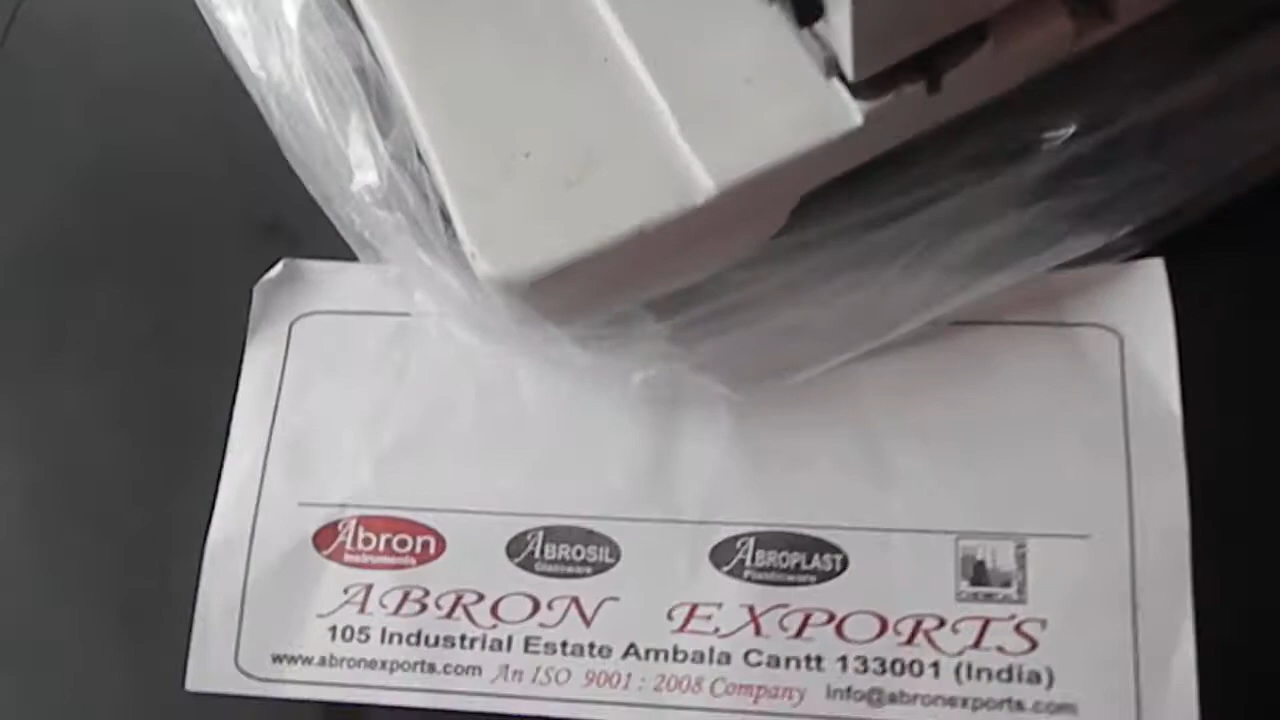 Abron
Instruments
ABROSIL
Glassware
ABROPLAST
Plasticware
CHEMICAL
ABRON EXPORTS
105 Industrial Estate Ambala Cantt 133001 (India)
www.abronexports.com An ISO 9001 : 2008 Company info@abronexports.com